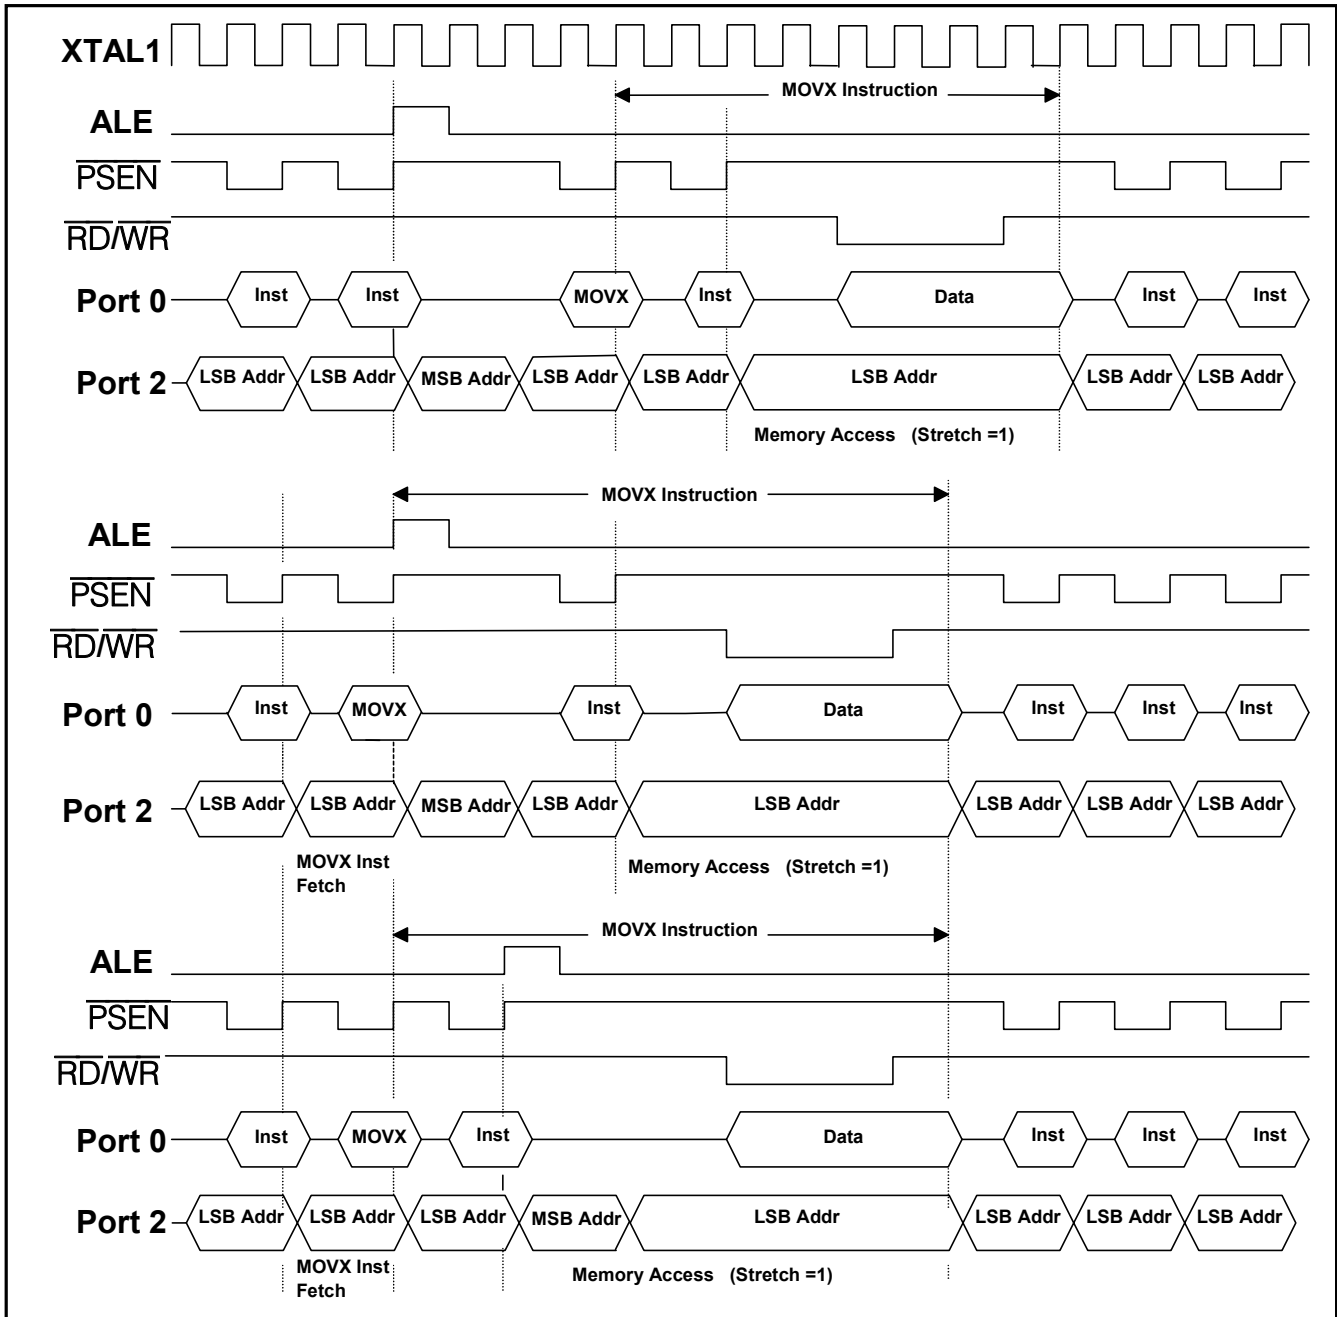 XTAL1
MOVX Instruction
ALE
PSEN
RD/WR
Port 0 Inst Inst MOVX Inst Data Inst Inst
Port 2 LSB Addr LSB Addr MSB Addr LSB Addr LSB Addr LSB Addr LSB Addr LSB Addr
Memory Access (Stretch =1)
MOVX Instruction
ALE
PSEN
RD/WR
Port 0 Inst MOVX Inst Data Inst Inst Inst
Port 2 LSB Addr LSB Addr MSB Addr LSB Addr LSB Addr LSB Addr LSB Addr LSB Addr
MOVX Inst
Fetch
Memory Access (Stretch =1)
MOVX Instruction
ALE
PSEN
RD/WR
Port 0 Inst MOVX Inst Data Inst Inst Inst
Port 2 LSB Addr LSB Addr LSB Addr MSB Addr LSB Addr LSB Addr LSB Addr LSB Addr
MOVX Inst
Fetch
Memory Access (Stretch =1)